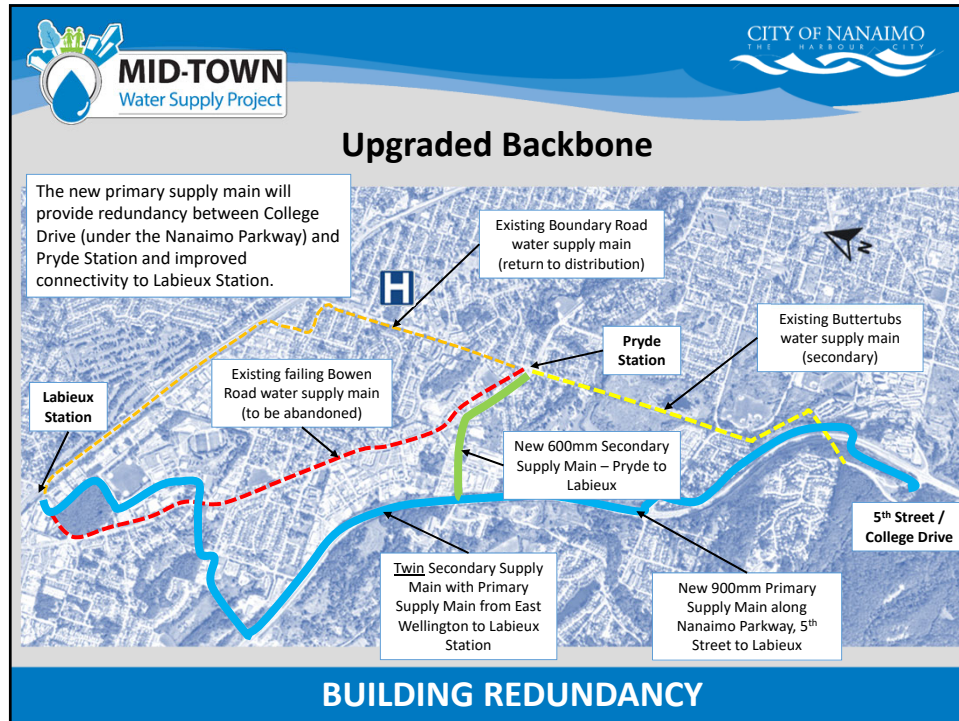 MID-TOWN
Water Supply Project
CITY OF NANAIMO
THE HARBOUR CITY
Upgraded Backbone
The new primary supply main will
provide redundancy between College
Drive (under the Nanaimo Parkway) and
Pryde Station and improved
connectivity to Labieux Station.
Existing Boundary Road
water supply main
(return to distribution)
N
H
Existing Buttertubs
water supply main
(secondary)
Pryde
Station
Existing failing Bowen
Road water supply main
(to be abandoned)
Labieux
Station
New 600mm Secondary
Supply Main – Pryde to
Labieux
5th Street /
College Drive
Twin Secondary Supply
Main with Primary
Supply Main from East
Wellington to Labieux
Station
New 900mm Primary
Supply Main along
Nanaimo Parkway, 5th
Street to Labieux
BUILDING REDUNDANCY